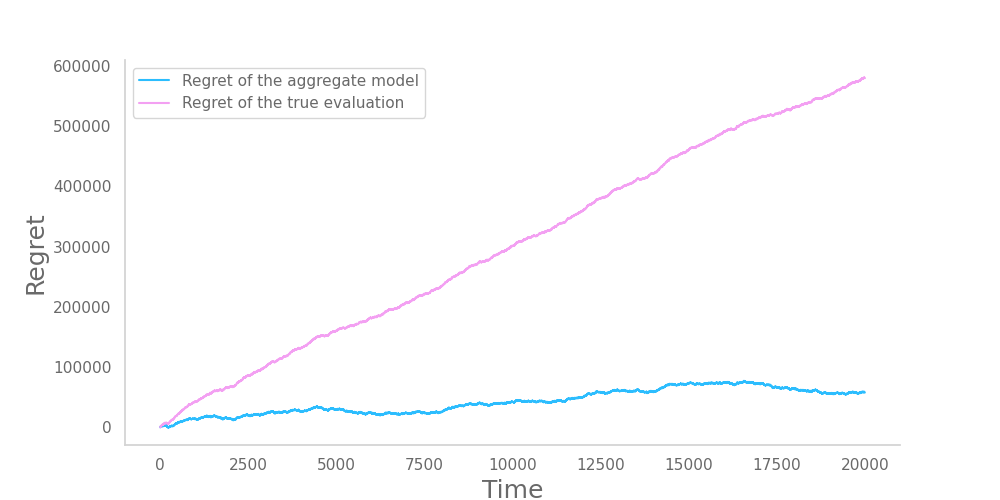 Regret of the aggregate model
Regret of the true evaluation
Regret
600000
500000
400000
300000
200000
100000
0
0 2500 5000 7500 10000 12500 15000 17500 20000
Time